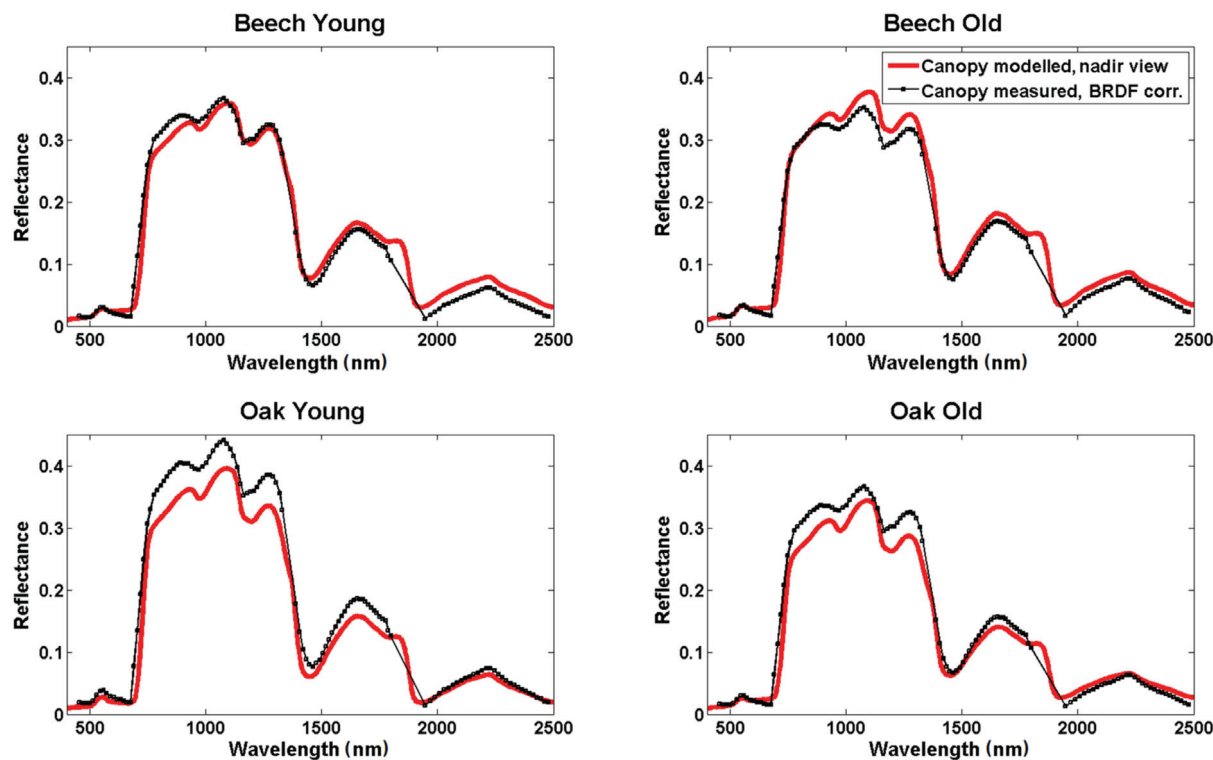 Beech Young
0.4
0.3
0.2
0.1
0
Reflectance
500 1000 1500 2000 2500
Wavelength (nm)
Beech Old
Canopy modelled, nadir view
Canopy measured, BRDF corr.
0.4
0.3
0.2
0.1
0
Reflectance
500 1000 1500 2000 2500
Wavelength (nm)
Oak Young
0.4
0.3
0.2
0.1
0
Reflectance
500 1000 1500 2000 2500
Wavelength (nm)
Oak Old
0.4
0.3
0.2
0.1
0
Reflectance
500 1000 1500 2000 2500
Wavelength (nm)